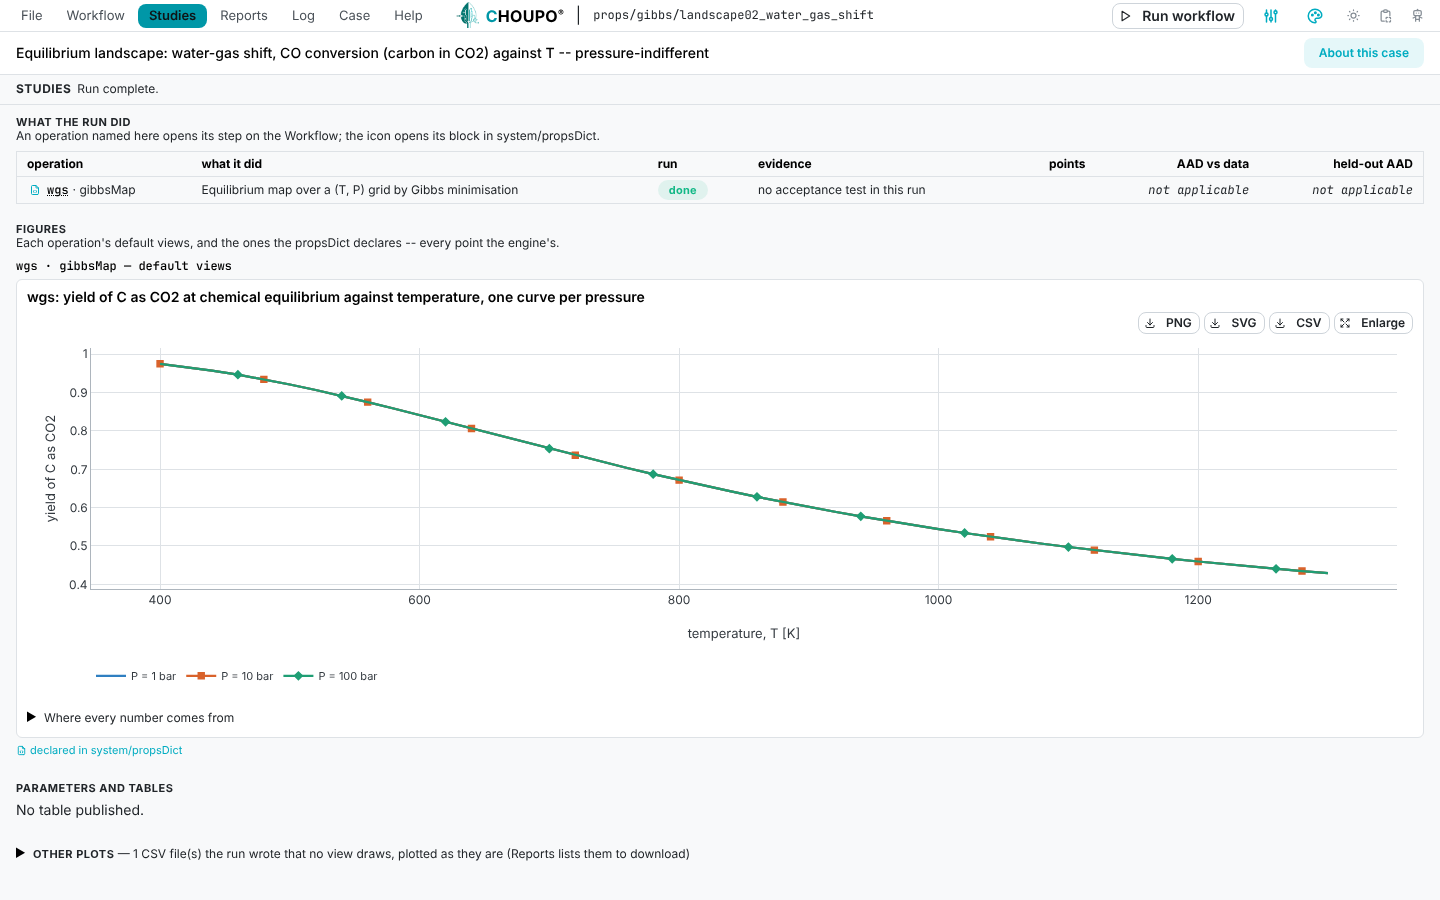 File Workflow Studies Reports Log Case Help CHOUPO® props/gibbs/landscape02_water_gas_shift Run workflow
Equilibrium landscape: water-gas shift, CO conversion (carbon in CO2) against T -- pressure-indifferent About this case
STUDIES Run complete.
WHAT THE RUN DID
An operation named here opens its step on the Workflow; the icon opens its block in system/propsDict.
operation what it did run evidence points AAD vs data held-out AAD
wgs · gibbsMap Equilibrium map over a (T, P) grid by Gibbs minimisation done no acceptance test in this run not applicable not applicable
FIGURES
Each operation's default views, and the ones the propsDict declares -- every point the engine's.
wgs · gibbsMap — default views
wgs: yield of C as CO2 at chemical equilibrium against temperature, one curve per pressure
PNG SVG CSV Enlarge
1
0.9
0.8
0.7
0.6
0.5
0.4
yield of C as CO2
400 600 800 1000 1200
temperature, T [K]
P = 1 bar P = 10 bar P = 100 bar
Where every number comes from
declared in system/propsDict
PARAMETERS AND TABLES
No table published.
OTHER PLOTS — 1 CSV file(s) the run wrote that no view draws, plotted as they are (Reports lists them to download)